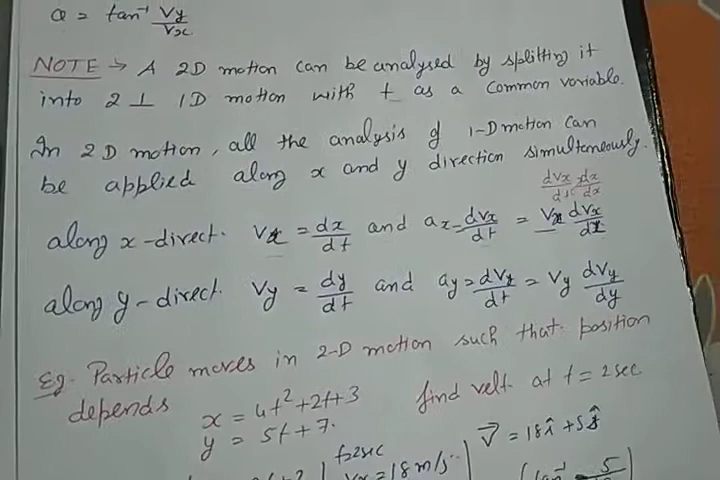 α = tan⁻¹ Vy/Vx
NOTE → A 2D motion can be analysed by splitting it
into 2 ⊥ 1D motion with t as a common variable.
In 2D motion, all the analysis of 1-D motion can
be applied along x and y direction simultaneously.
dVx/dt × dx/dx
along x-direct. Vx = dx/dt and ax = dVx/dt = Vx dVx/dx
along y-direct. Vy = dy/dt and ay = dVy/dt = Vy dVy/dy
Eg. Particle moves in 2-D motion such that position
depends x = 4t²+2t+3 find velt. at t = 2sec
y = 5t+7.
t=2sec V⃗ = 18î+5ĵ
Vx = 18m/s